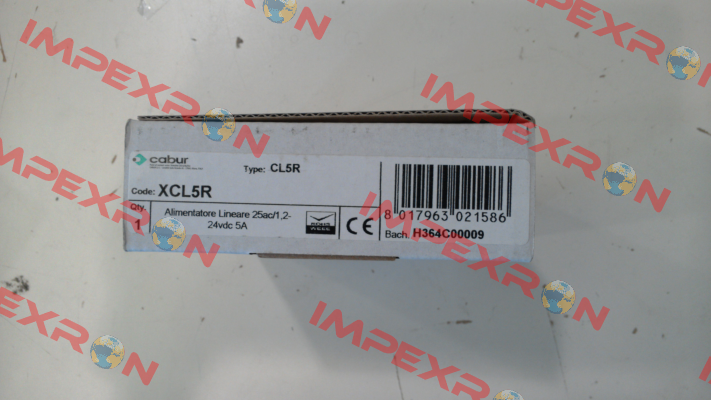 cabur
Type: CL5R
Code: XCL5R
Qty.
1
Alimentatore Lineare 25ac/1,2-
24vdc 5A
CE
8 017963 021586
Bach. H364C00009
IMPEXRON
IMPEXRON
IMPEXRON
IMPEXRON
IMPEXRON
IMPEXRON
IMPEXRON